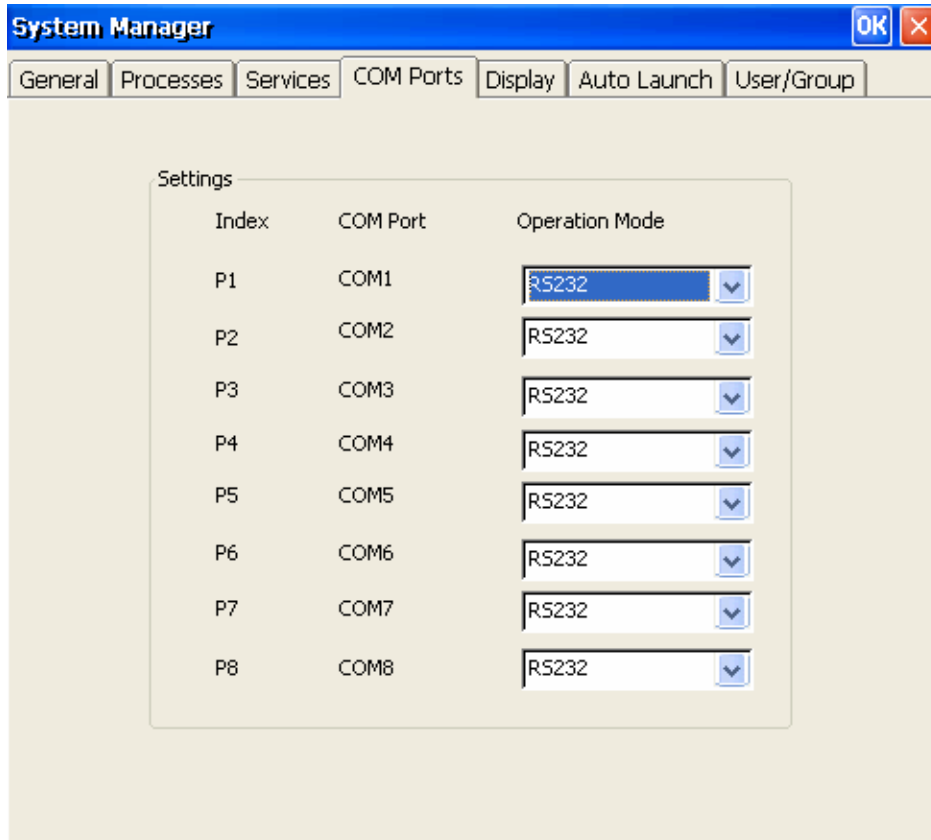 System Manager OK
General Processes Services COM Ports Display Auto Launch User/Group
Settings
Index COM Port Operation Mode
P1 COM1 RS232
P2 COM2 RS232
P3 COM3 RS232
P4 COM4 RS232
P5 COM5 RS232
P6 COM6 RS232
P7 COM7 RS232
P8 COM8 RS232